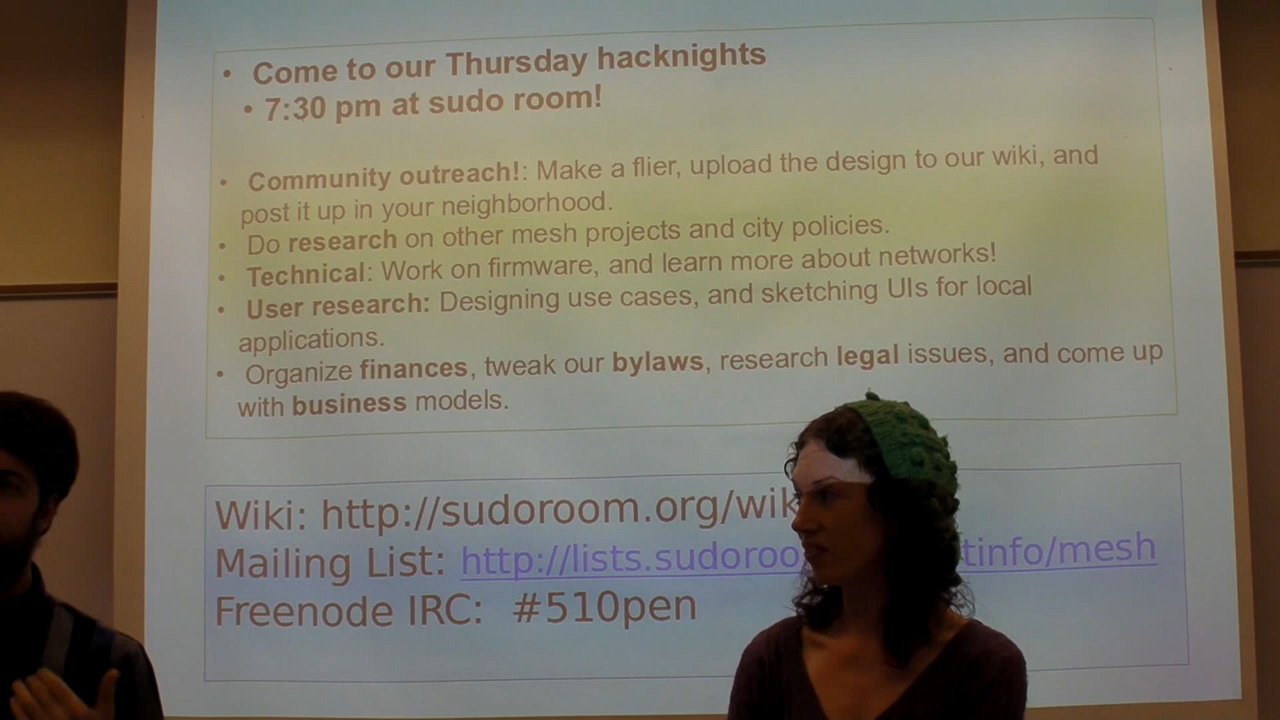 • Come to our Thursday hacknights
• 7:30 pm at sudo room!
• Community outreach!: Make a flier, upload the design to our wiki, and
post it up in your neighborhood.
• Do research on other mesh projects and city policies.
• Technical: Work on firmware, and learn more about networks!
• User research: Designing use cases, and sketching UIs for local
applications.
• Organize finances, tweak our bylaws, research legal issues, and come up
with business models.
Wiki: http://sudoroom.org/wik
Mailing List: http://lists.sudoroo tinfo/mesh
Freenode IRC: #510pen